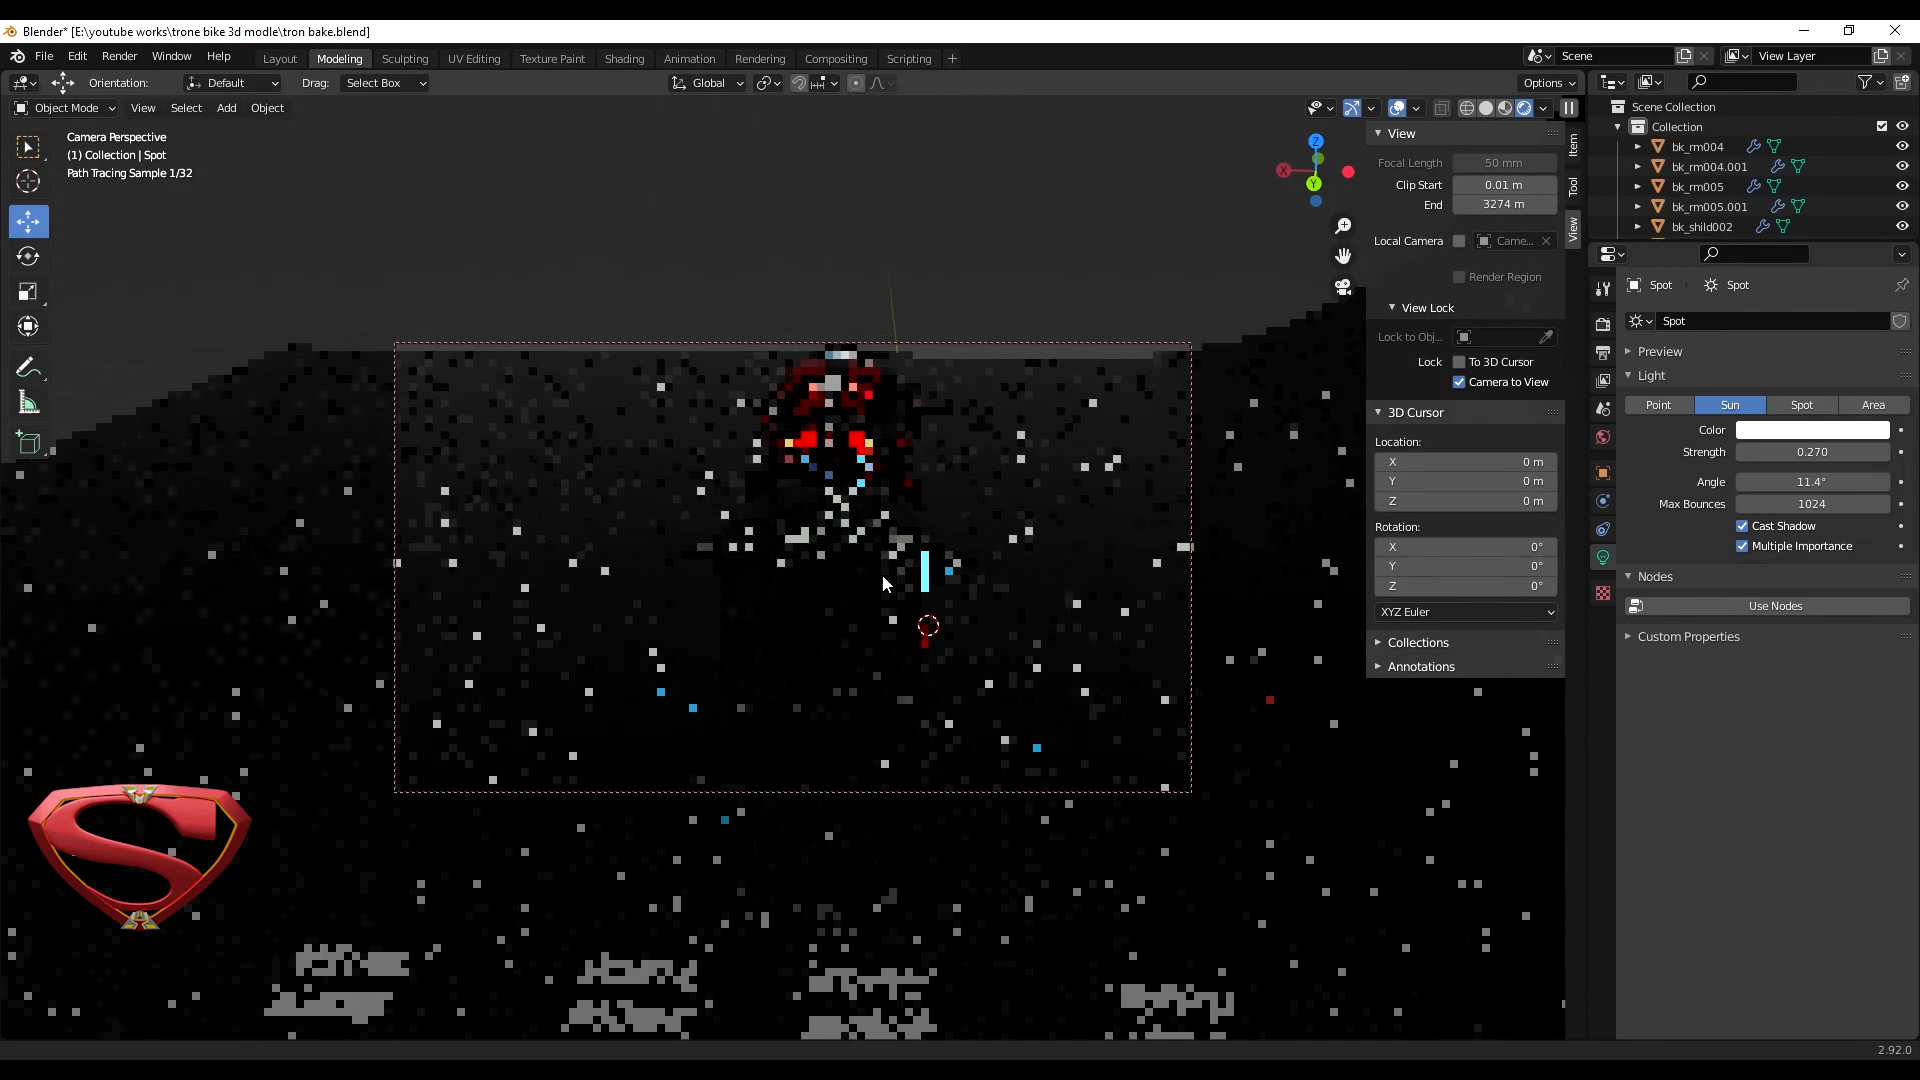 Blender* [E:\youtube works\trone bike 3d modle\tron bake.blend]
File Edit Render Window Help Layout Modeling Sculpting UV Editing Texture Paint Shading Animation Rendering Compositing Scripting + Scene View Layer
Orientation: Default Drag: Select Box Global Options
Object Mode View Select Add Object
Camera Perspective
(1) Collection | Spot
Path Tracing Sample 1/32
Z
X
Y
View
Focal Length 50 mm
Clip Start 0.01 m
End 3274 m
Local Camera Came...
Render Region
View Lock
Lock to Obj...
Lock To 3D Cursor
Camera to View
3D Cursor
Location:
X 0 m
Y 0 m
Z 0 m
Rotation:
X 0°
Y 0°
Z 0°
XYZ Euler
Collections
Annotations
Item
Tool
View
Scene Collection
Collection
bk_rm004
bk_rm004.001
bk_rm005
bk_rm005.001
bk_shild002
Spot Spot
Spot
Preview
Light
Point Sun Spot Area
Color
Strength 0.270
Angle 11.4°
Max Bounces 1024
Cast Shadow
Multiple Importance
Nodes
Use Nodes
Custom Properties
S
2.92.0